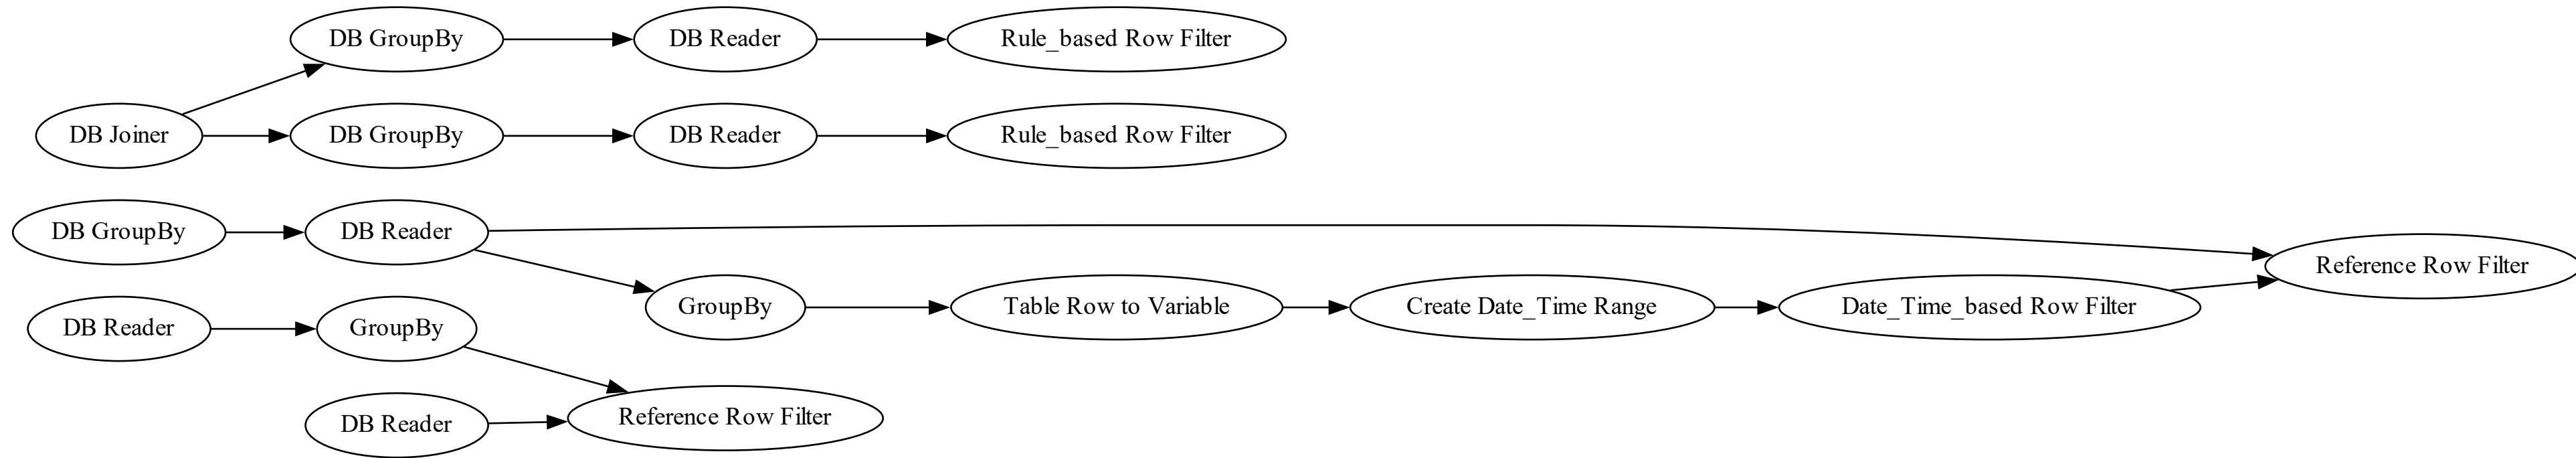 DB GroupBy
DB Reader
Rule_based Row Filter
DB Joiner
DB GroupBy
DB Reader
Rule_based Row Filter
DB GroupBy
DB Reader
Reference Row Filter
GroupBy
Table Row to Variable
Create Date_Time Range
Date_Time_based Row Filter
DB Reader
GroupBy
Reference Row Filter
DB Reader